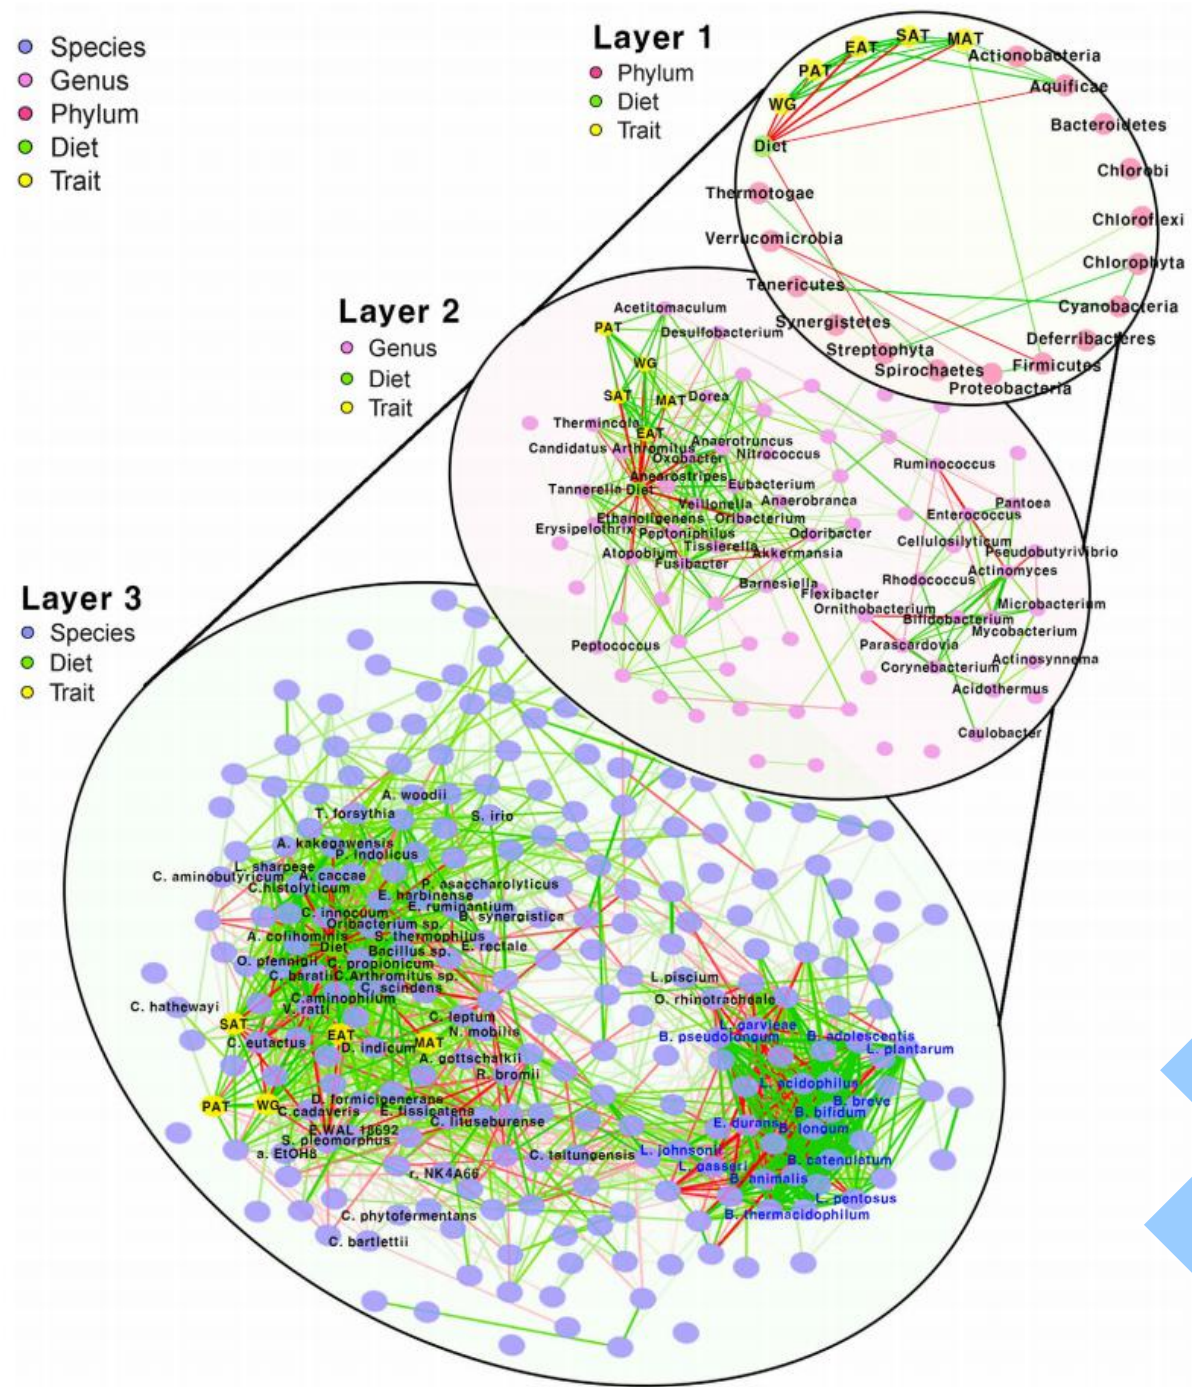 Species
Genus
Phylum
Diet
Trait
Layer 1
Phylum
Diet
Trait
MAT
SAT
EAT
PAT
WG
Diet
Actionobacteria
Aquificae
Bacteroidetes
Chlorobi
Chloroflexi
Chlorophyta
Cyanobacteria
Deferribacteres
Firmicutes
Proteobacteria
Spirochaetes
Streptophyta
Synergistetes
Tenericutes
Verrucomicrobia
Thermotogae
Layer 2
Genus
Diet
Trait
Acetitomaculum
PAT
Desulfobacterium
WG
SAT
MAT
Dorea
Thermincola
EAT
Anaerotruncus
Candidatus Arthromitus
Oxobacter
Nitrococcus
Ruminococcus
Anearostripes
Eubacterium
Tannerella
Diet
Veillonella
Anaerobranca
Pantoea
Ethanoligenens
Oribacterium
Enterococcus
Erysipelothrix
Peptoniphilus
Odoribacter
Cellulosilyticum
Tissierella
Atopobium
Akkermansia
Pseudobutyrivibrio
Fusibacter
Actinomyces
Barnesiella
Rhodococcus
Flexibacter
Ornithobacterium
Microbacterium
Bifidobacterium
Mycobacterium
Peptococcus
Parascardovia
Actinosynnema
Corynebacterium
Acidothermus
Caulobacter
Layer 3
Species
Diet
Trait
A. woodii
T. forsythia
S. irio
A. kakegawensis
P. indolicus
L. sharpeae
C. aminobutyricum
A. caccae
C.histolyticum
P. asaccharolyticus
E. harbinense
E. ruminantium
C. innocuum
B. synergistica
Oribacterium sp.
A. colihominis
S. thermophilus
Diet
E. rectale
Bacillus sp.
O. pfennigii
C. propionicum
C. baratii
C.Arthromitus sp.
C. scindens
L.piscium
C.aminophilum
O. rhinotracheale
C. hathewayi
V. ratti
C. leptum
SAT
L. garvieae
N. mobilis
EAT
B. pseudolongum
B. adolescentis
C. eutactus
MAT
D. indicum
L. plantarum
A. gottschalkii
R. bromii
L. acidophilus
D. formicigenerans
B. breve
PAT
WG
C.cadaveris
E. fissicatena
B. bifidum
C. lituseburense
E. durans
B. longum
E.WAL 18692
S. pleomorphus
a. EtOH8
C. taitungensis
L. johnsonii
B. catenulatum
L. gasseri
r. NK4A66
B. animalis
L. pentosus
C. phytofermentans
B. thermacidophilum
C. bartlettii